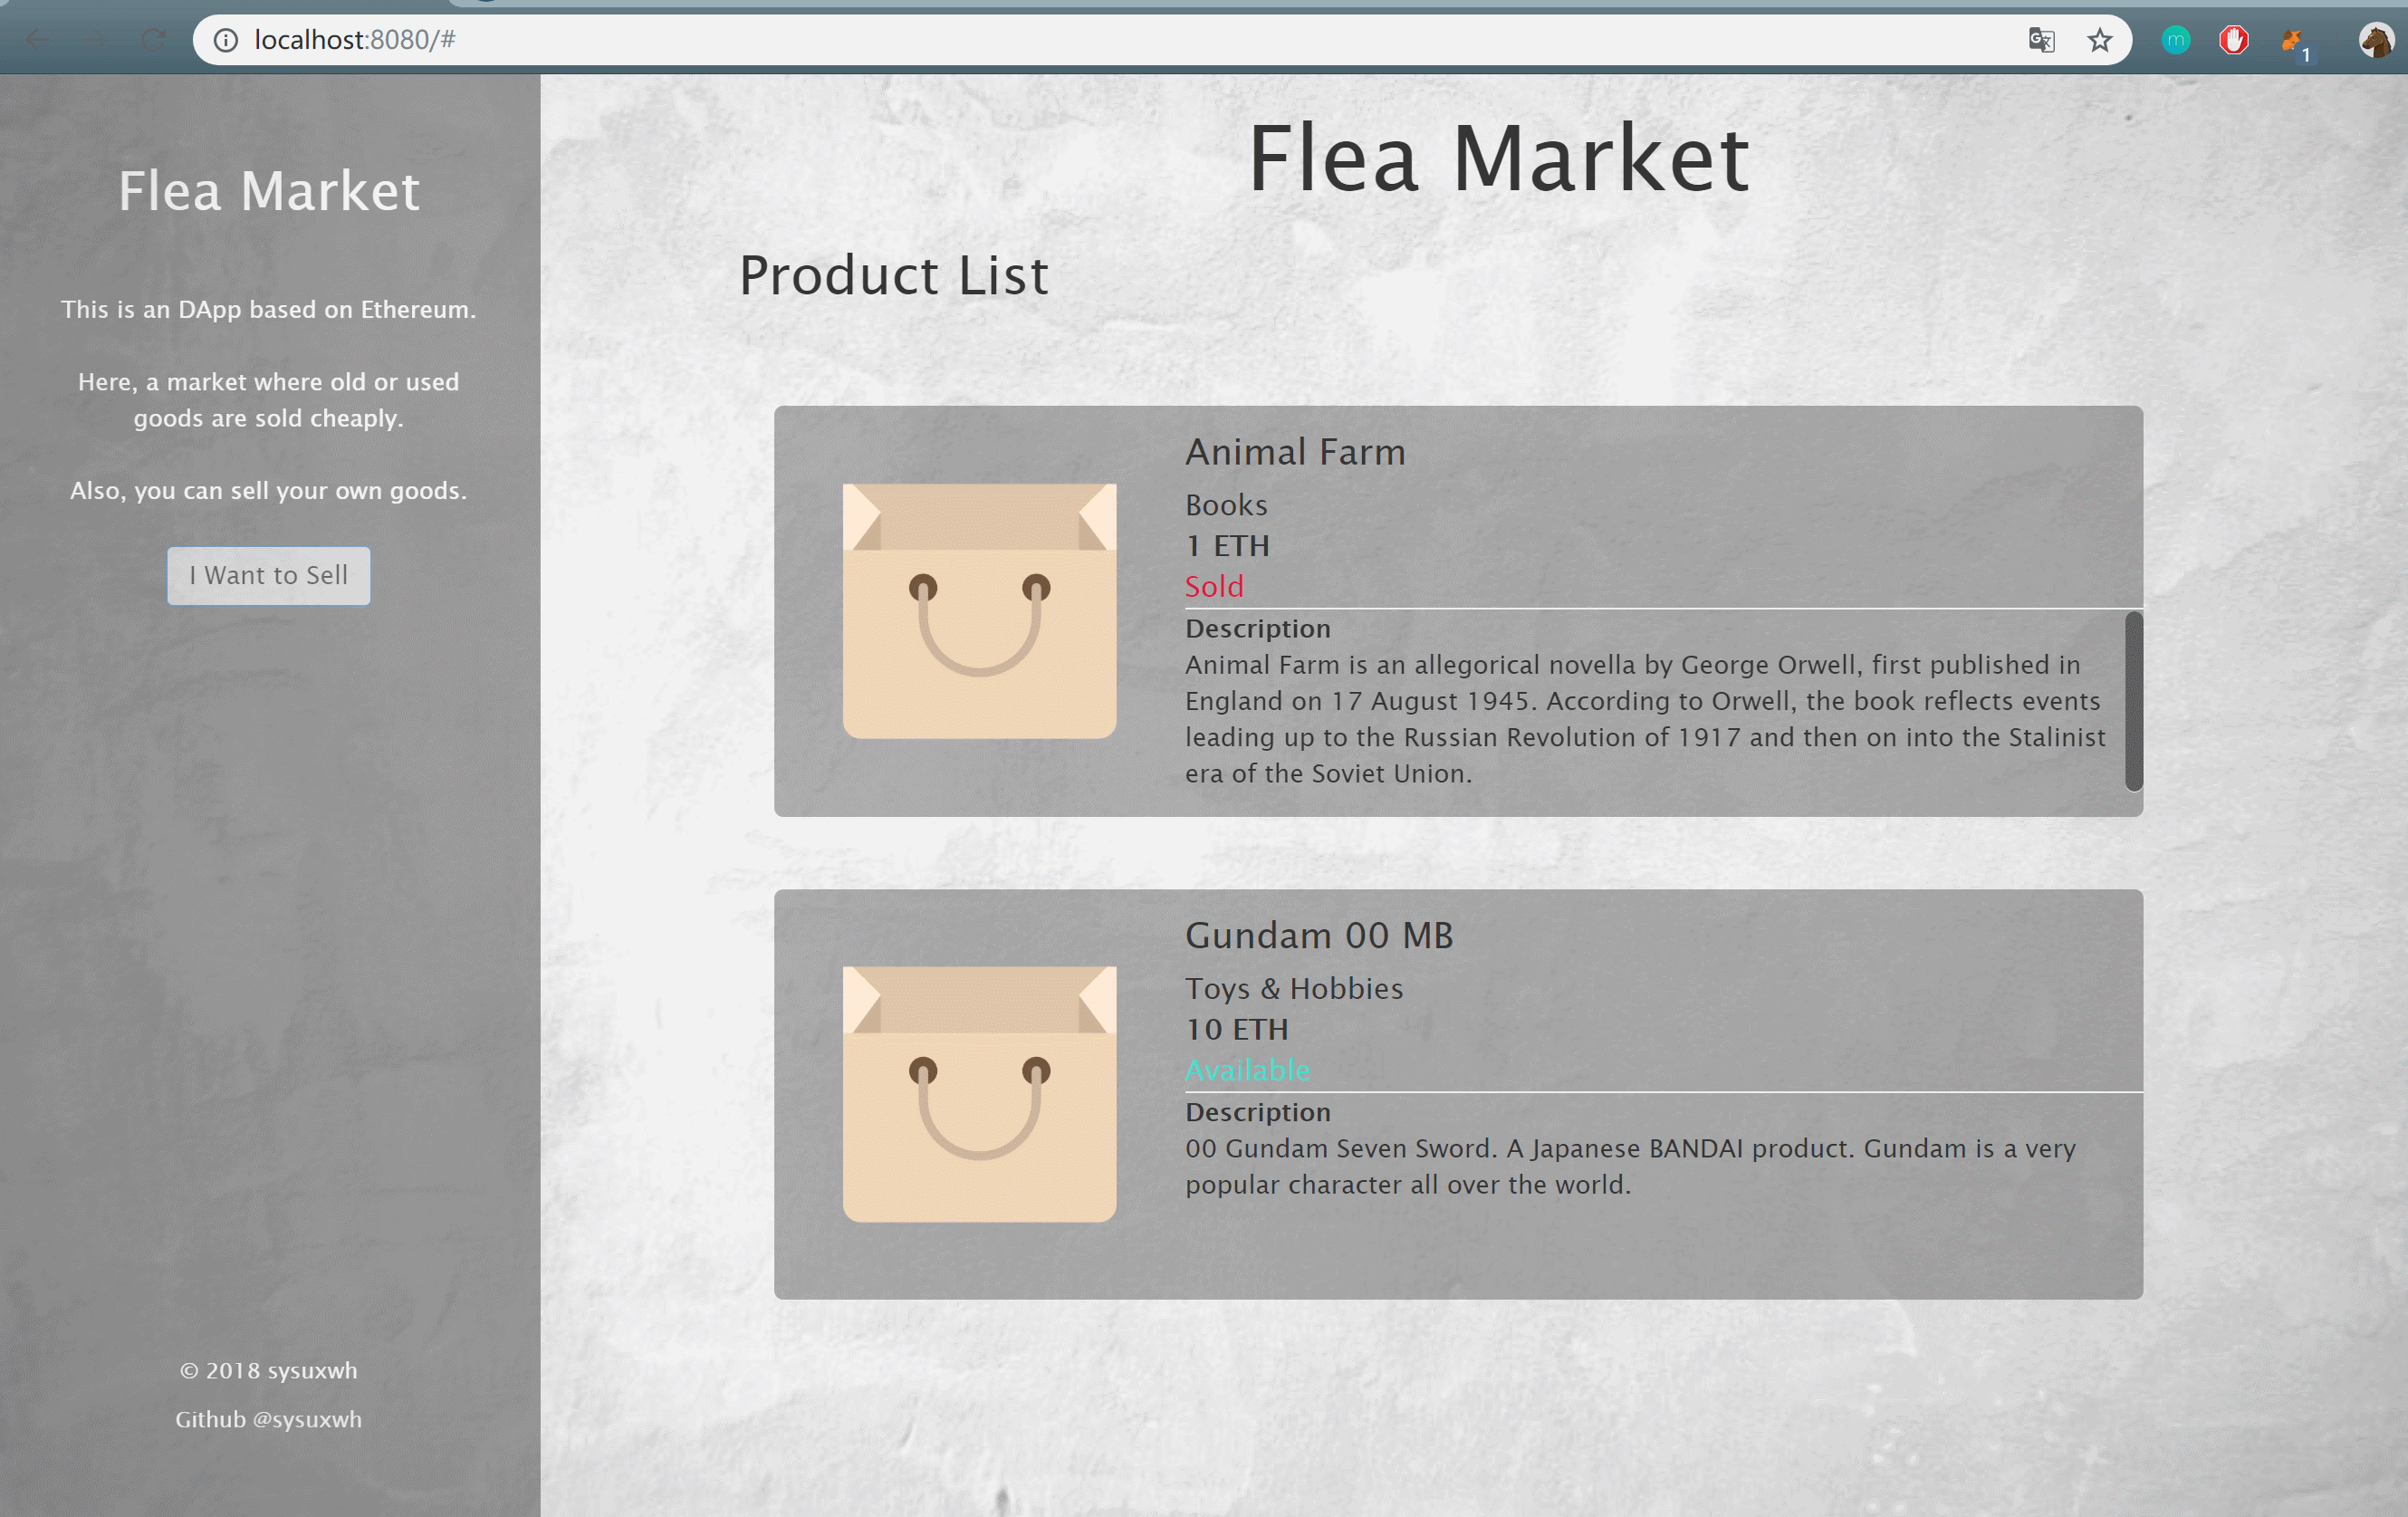 localhost:8080/#
m
1
Flea Market
This is an DApp based on Ethereum.
Here, a market where old or used
goods are sold cheaply.
Also, you can sell your own goods.
I Want to Sell
© 2018 sysuxwh
Github @sysuxwh
Flea Market
Product List
Animal Farm
Books
1 ETH
Sold
Description
Animal Farm is an allegorical novella by George Orwell, first published in
England on 17 August 1945. According to Orwell, the book reflects events
leading up to the Russian Revolution of 1917 and then on into the Stalinist
era of the Soviet Union.
Gundam 00 MB
Toys & Hobbies
10 ETH
Available
Description
00 Gundam Seven Sword. A Japanese BANDAI product. Gundam is a very
popular character all over the world.